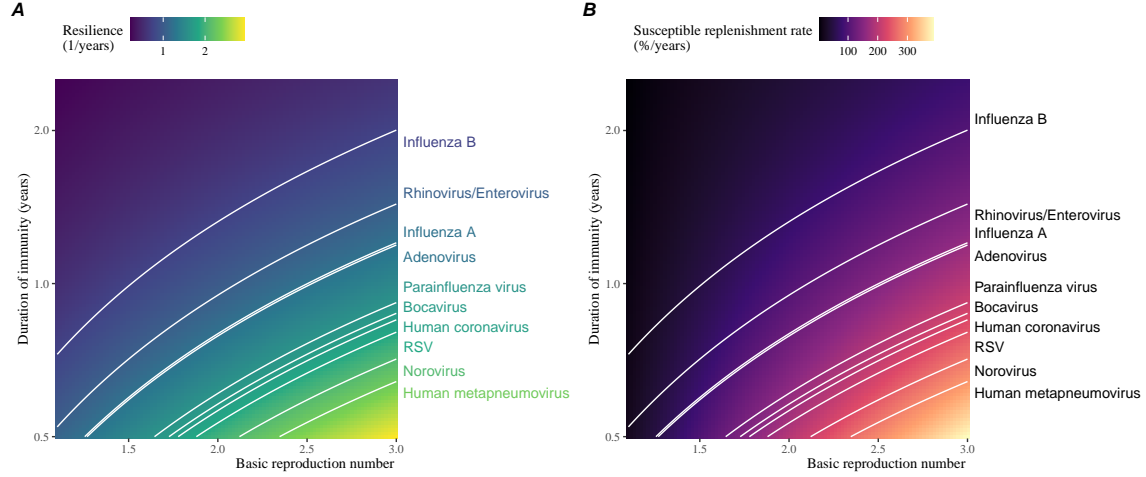 A
Resilience
(1/years)
1
2
Duration of immunity (years)
2.0
1.0
0.5
1.5
2.0
2.5
3.0
Basic reproduction number
Influenza B
Rhinovirus/Enterovirus
Influenza A
Adenovirus
Parainfluenza virus
Bocavirus
Human coronavirus
RSV
Norovirus
Human metapneumovirus
B
Susceptible replenishment rate
(%/years)
100
200
300
Duration of immunity (years)
2.0
1.0
0.5
1.5
2.0
2.5
3.0
Basic reproduction number
Influenza B
Rhinovirus/Enterovirus
Influenza A
Adenovirus
Parainfluenza virus
Bocavirus
Human coronavirus
RSV
Norovirus
Human metapneumovirus